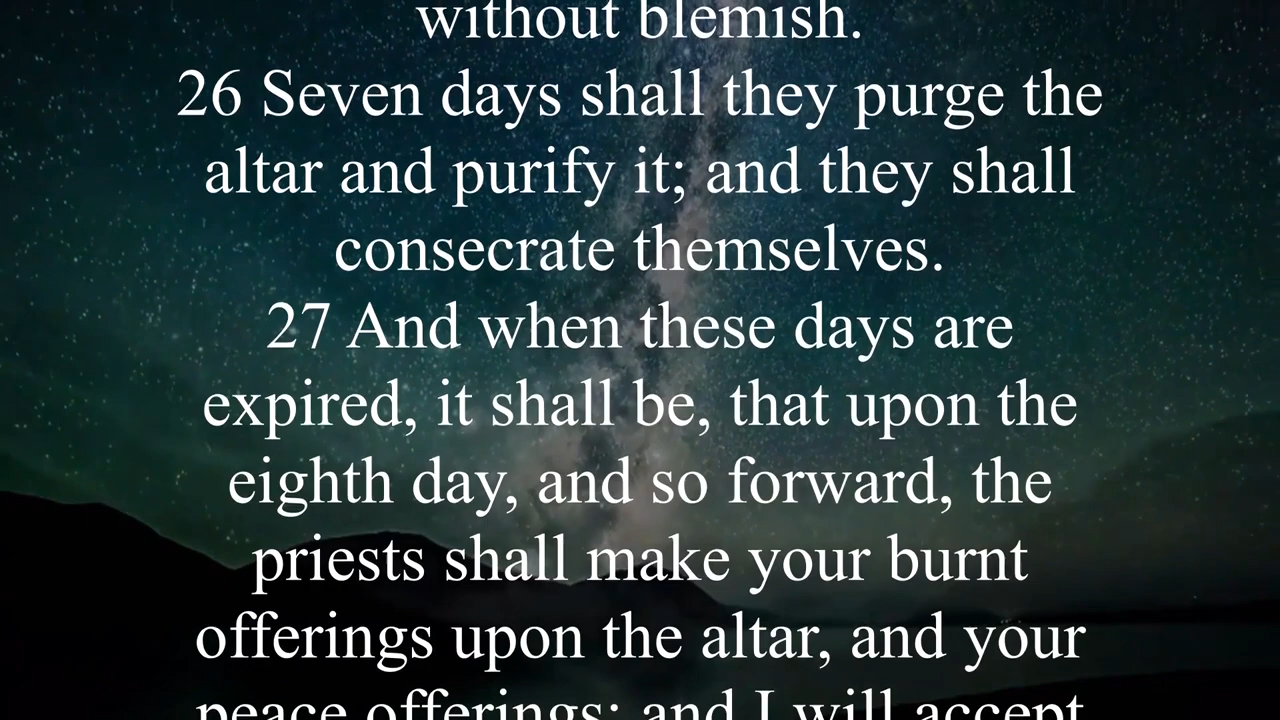 without blemish.
26 Seven days shall they purge the
altar and purify it; and they shall
consecrate themselves.
27 And when these days are
expired, it shall be, that upon the
eighth day, and so forward, the
priests shall make your burnt
offerings upon the altar, and your
peace offerings; and I will accept